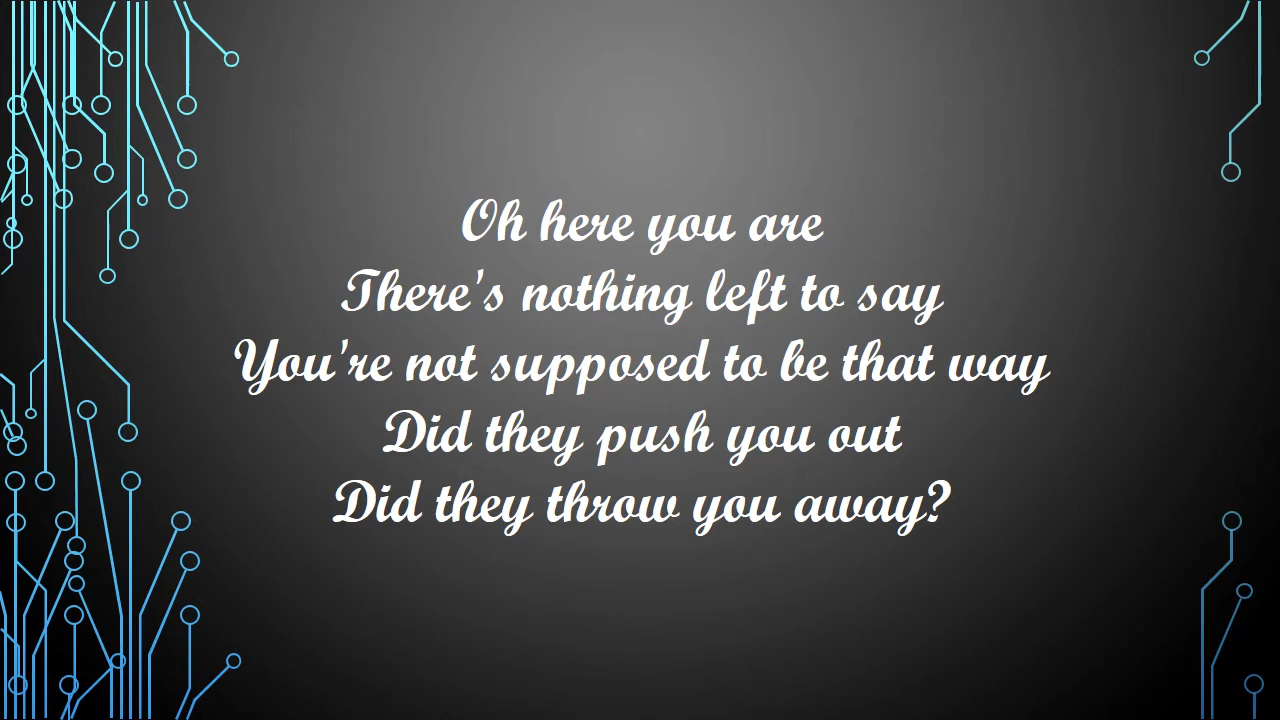 Oh here you are
There's nothing left to say
You're not supposed to be that way
Did they push you out
Did they throw you away?